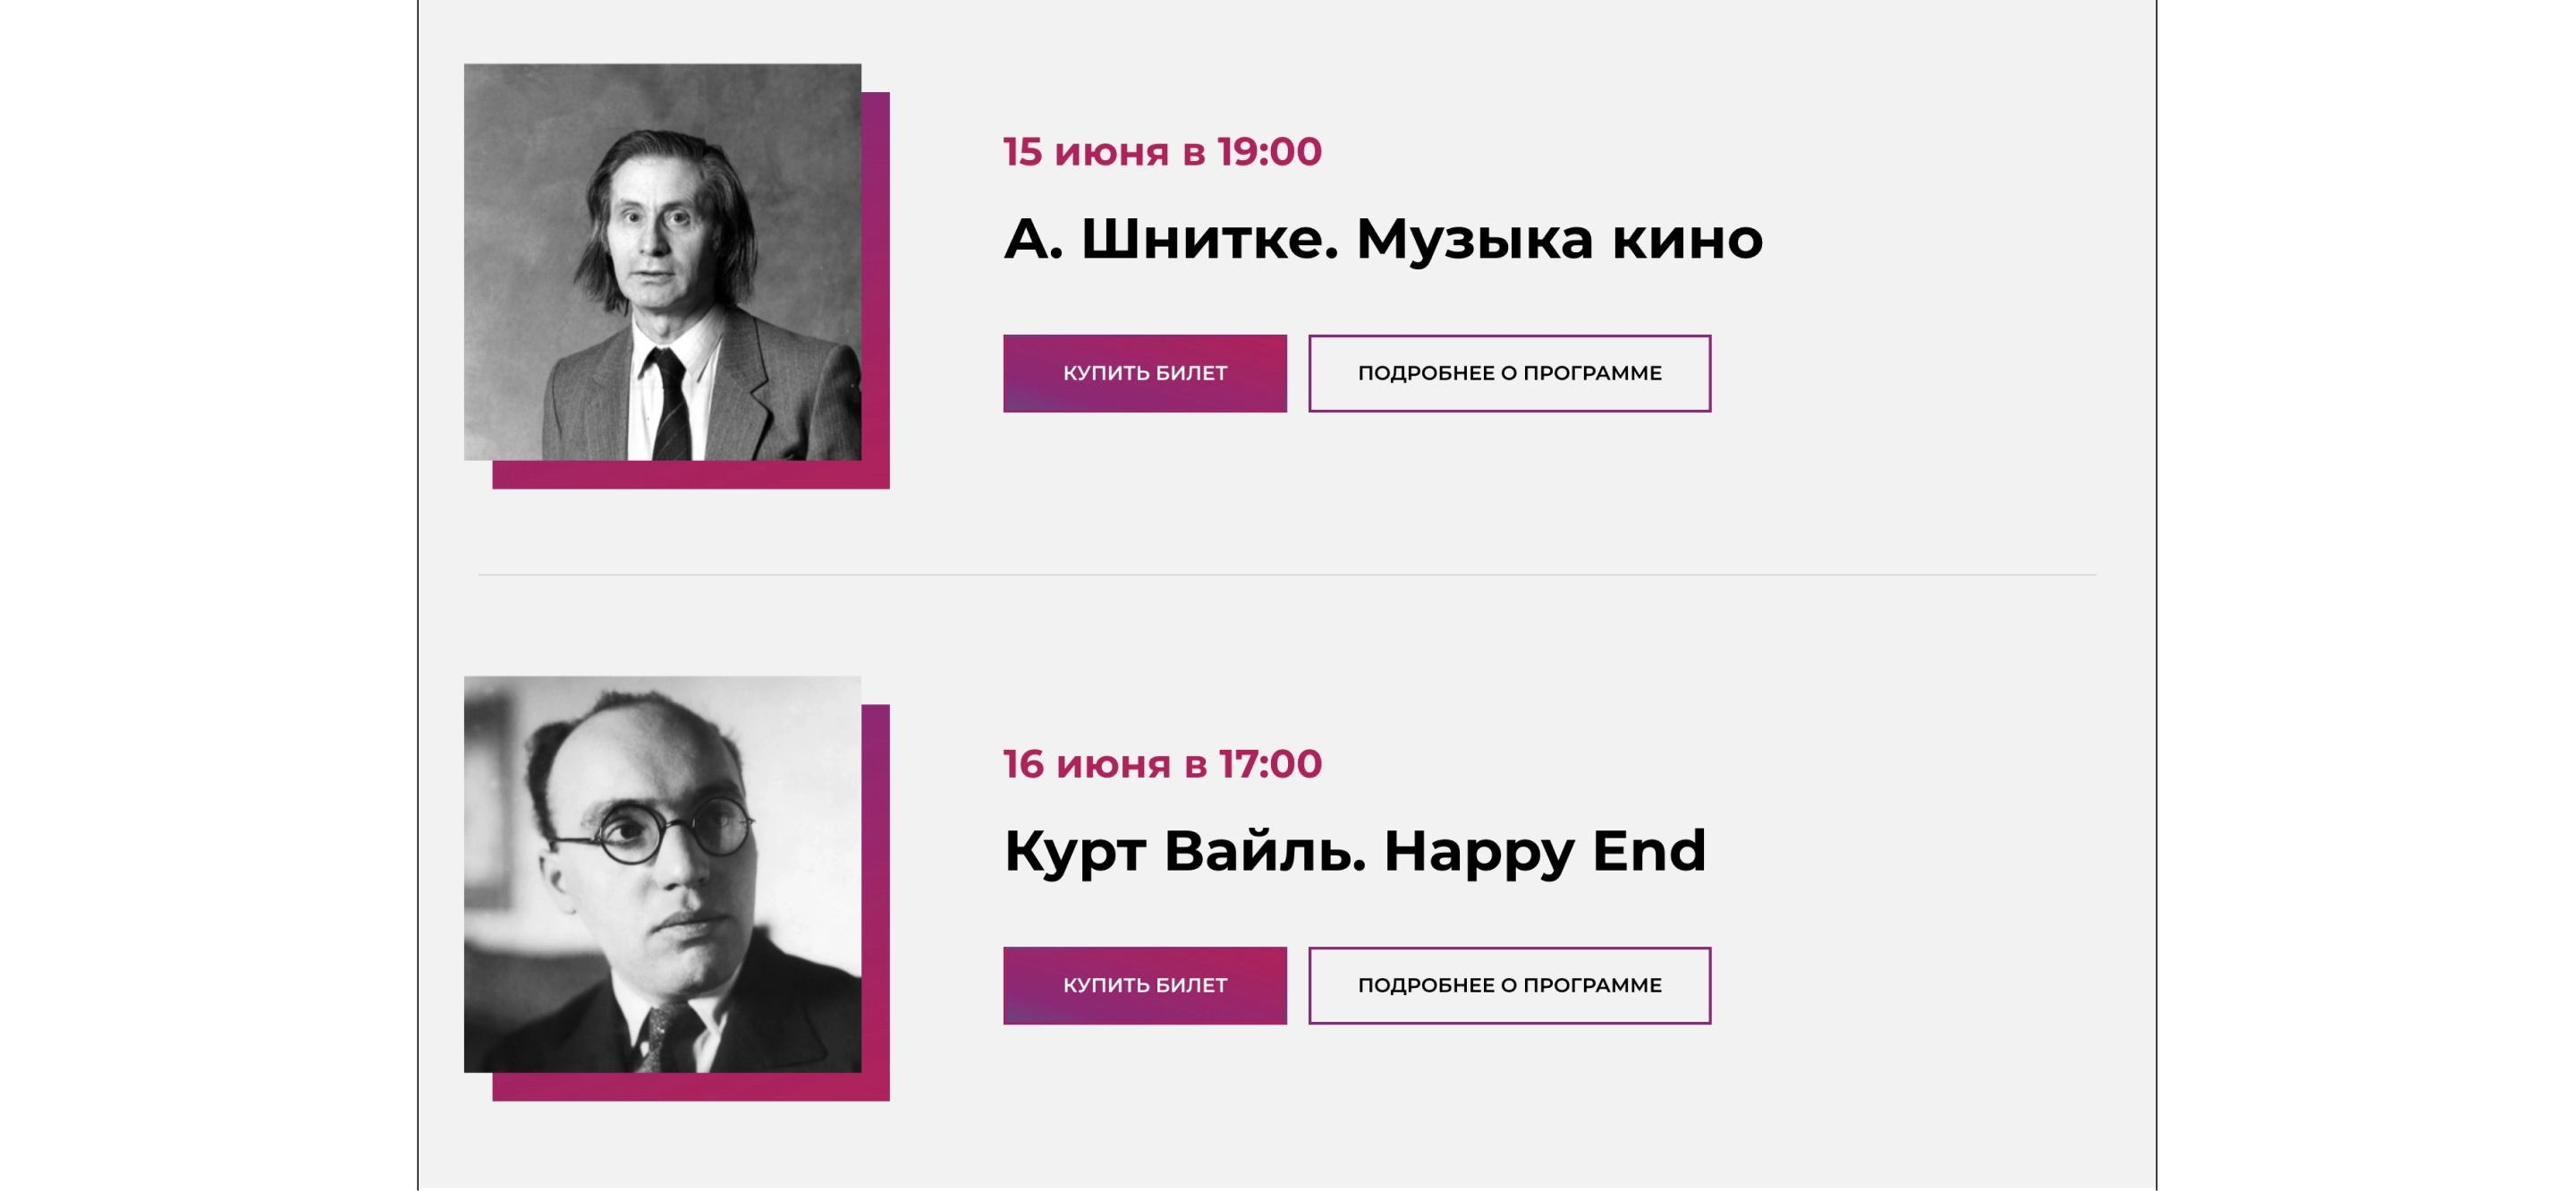 15 июня в 19:00
А. Шнитке. Музыка кино
КУПИТЬ БИЛЕТ
ПОДРОБНЕЕ О ПРОГРАММЕ
16 июня в 17:00
Курт Вайль. Happy End
КУПИТЬ БИЛЕТ
ПОДРОБНЕЕ О ПРОГРАММЕ